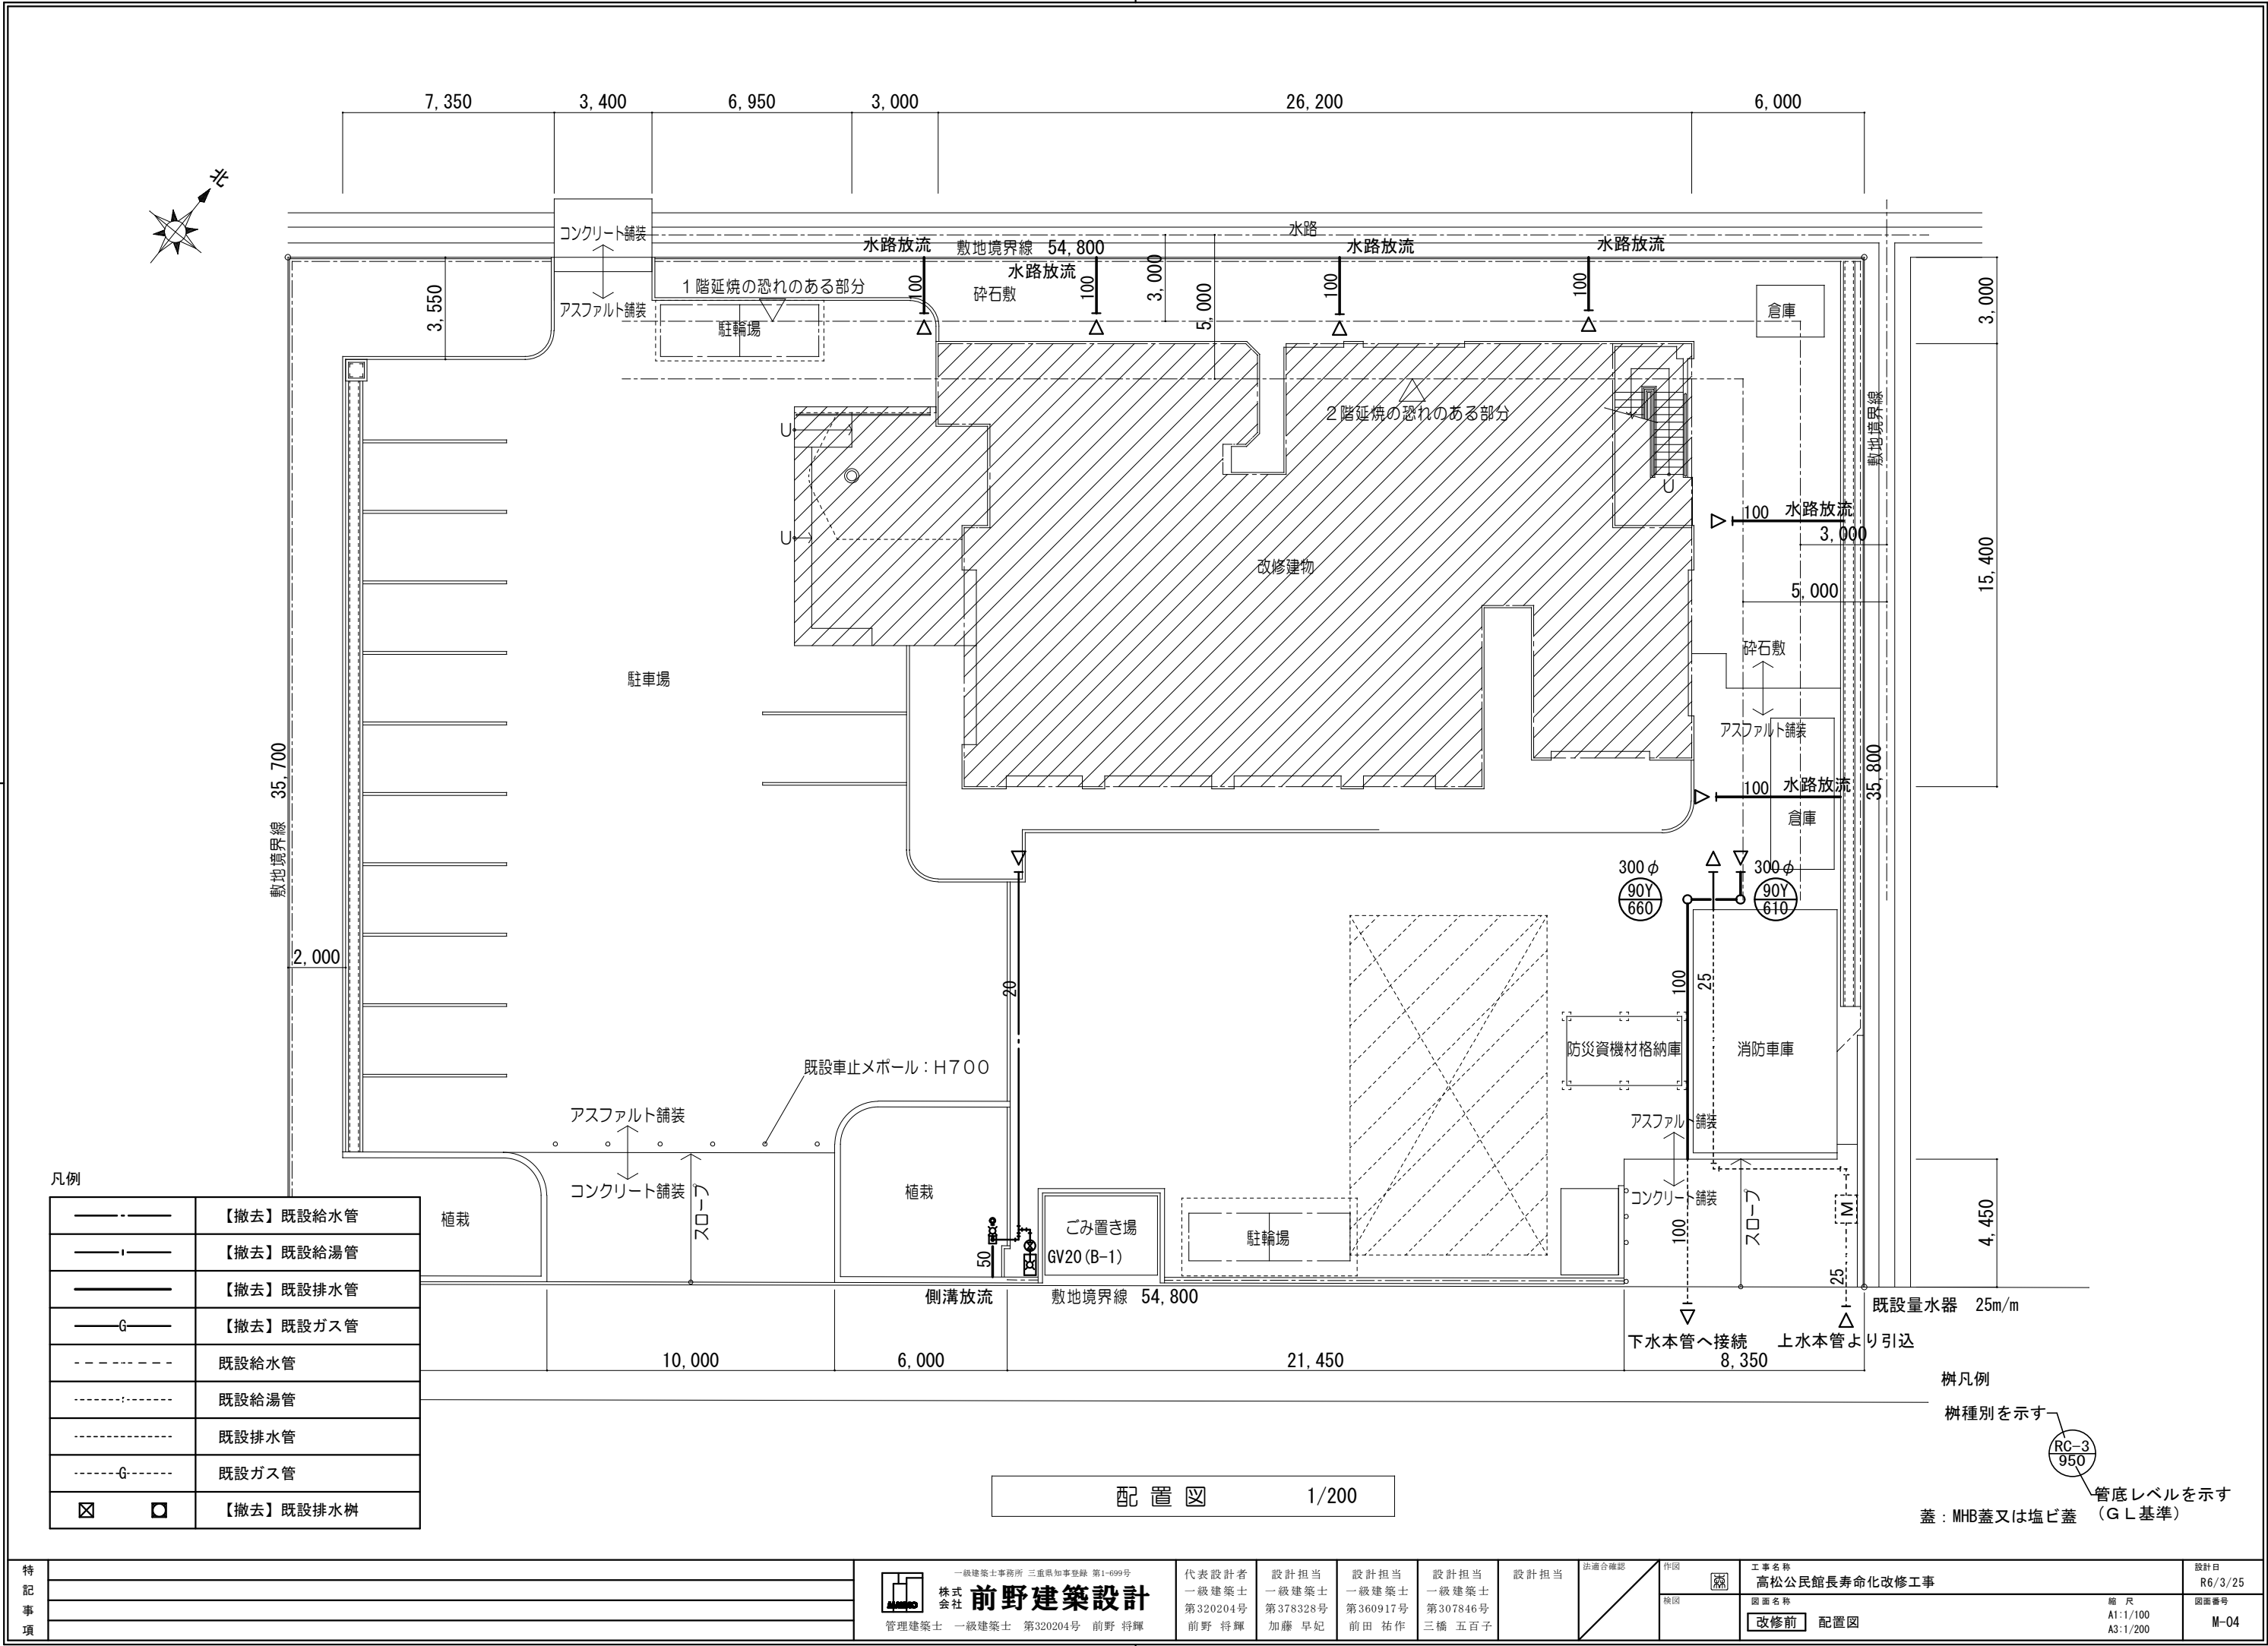 7,350
3,400
6,950
3,000
26,200
6,000
北
コンクリート舗装
アスファルト舗装
水路
水路放流
敷地境界線 54,800
水路放流
水路放流
水路放流
1階延焼の恐れのある部分
駐輪場
砕石敷
100
100
100
100
3,000
5,000
3,550
倉庫
3,000
15,400
4,450
2階延焼の恐れのある部分
敷地境界線
35,800
U
U
U
改修建物
100 水路放流
3,000
5,000
砕石敷
アスファルト舗装
100 水路放流
倉庫
駐車場
敷地境界線 35,700
2,000
300φ
90Y
660
300φ
90Y
610
20
100
25
防災資機材格納庫
消防車庫
既設車止メポール:H700
アスファルト舗装
コンクリート舗装
スロープ
植栽
植栽
50
ごみ置き場
GV20(B-1)
駐輪場
アスファルト舗装
コンクリート舗装
100
スロープ
M
25
側溝放流
敷地境界線 54,800
既設量水器 25m/m
下水本管へ接続
上水本管より引込
10,000
6,000
21,450
8,350
凡例
【撤去】既設給水管
【撤去】既設給湯管
【撤去】既設排水管
G 【撤去】既設ガス管
既設給水管
既設給湯管
既設排水管
G 既設ガス管
【撤去】既設排水桝
桝凡例
桝種別を示す
RC-3
950
管底レベルを示す
(GL基準)
蓋:MHB蓋又は塩ビ蓋
配置図 1/200
特記事項
一級建築士事務所 三重県知事登録 第1-699号
MAENO
株式会社 前野建築設計
管理建築士 一級建築士 第320204号 前野 将輝
代表設計者
一級建築士
第320204号
前野 将輝
設計担当
一級建築士
第378328号
加藤 早妃
設計担当
一級建築士
第360917号
前田 祐作
設計担当
一級建築士
第307846号
三橋 五百子
設計担当
法適合確認
作図
検図
工事名称
高松公民館長寿命化改修工事
図面名称
改修前 配置図
縮尺
A1:1/100
A3:1/200
設計日
R6/3/25
図面番号
M-04